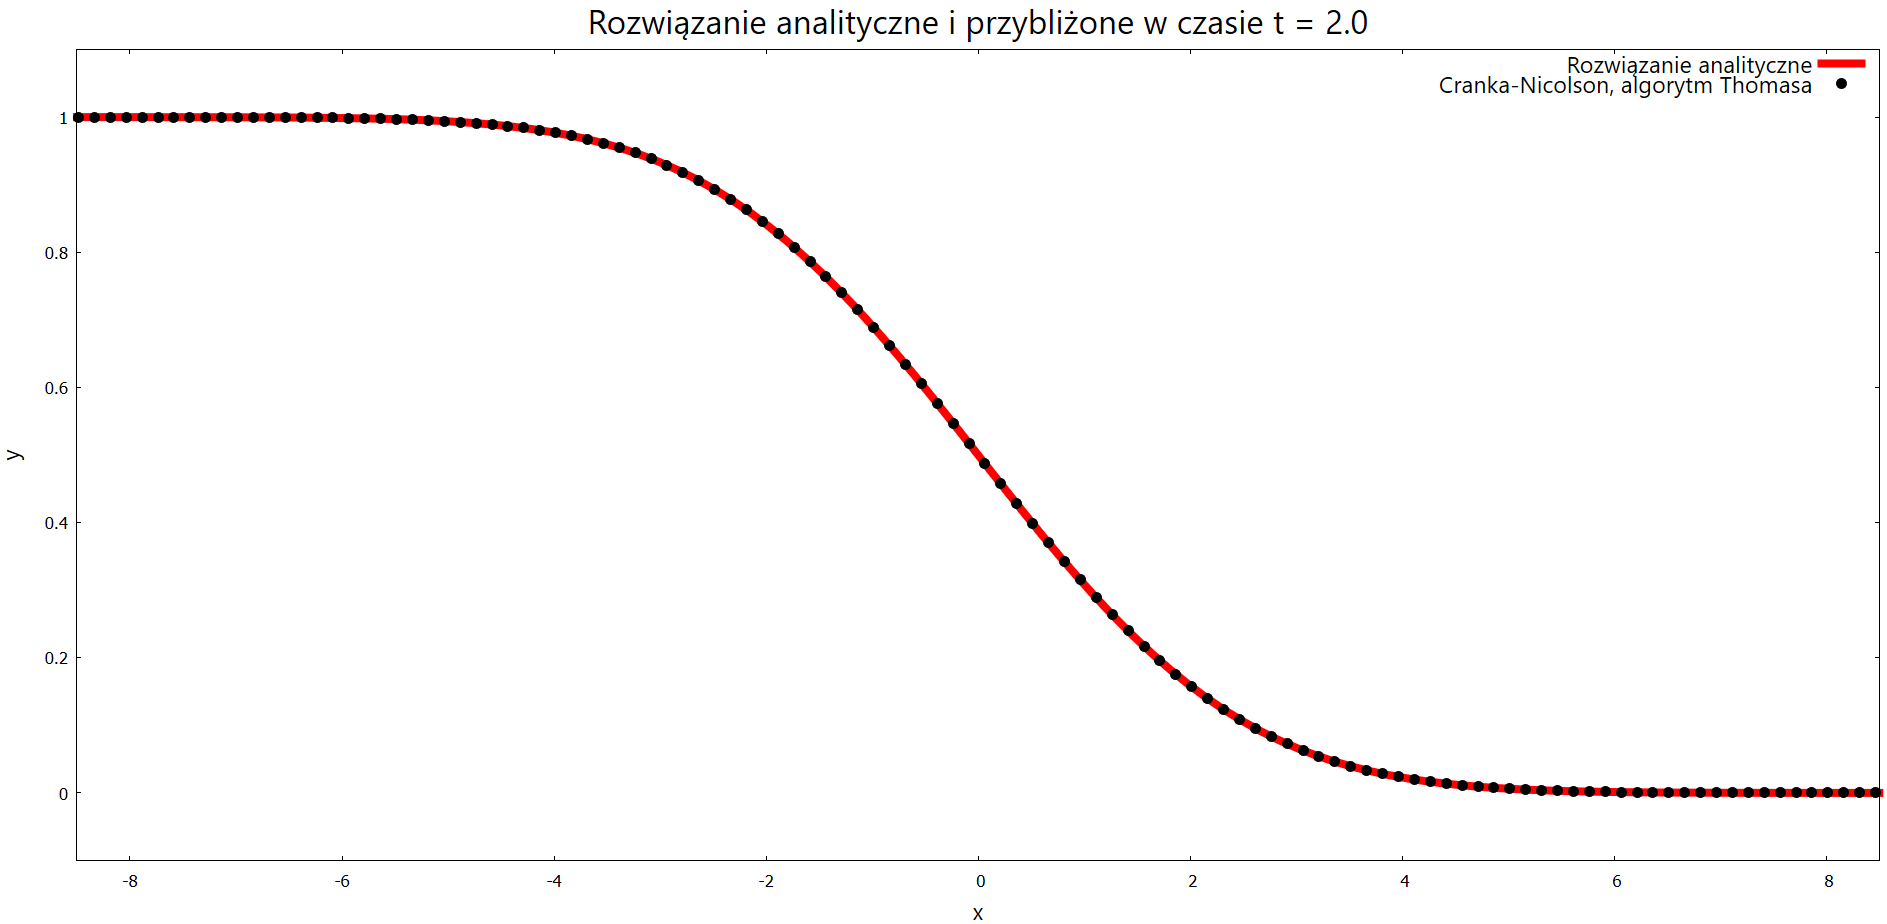 Rozwiązanie analityczne i przybliżone w czasie t = 2.0
Rozwiązanie analityczne
Cranka-Nicolson, algorytm Thomasa
1
0.8
0.6
0.4
0.2
0
y
-8 -6 -4 -2 0 2 4 6 8
x